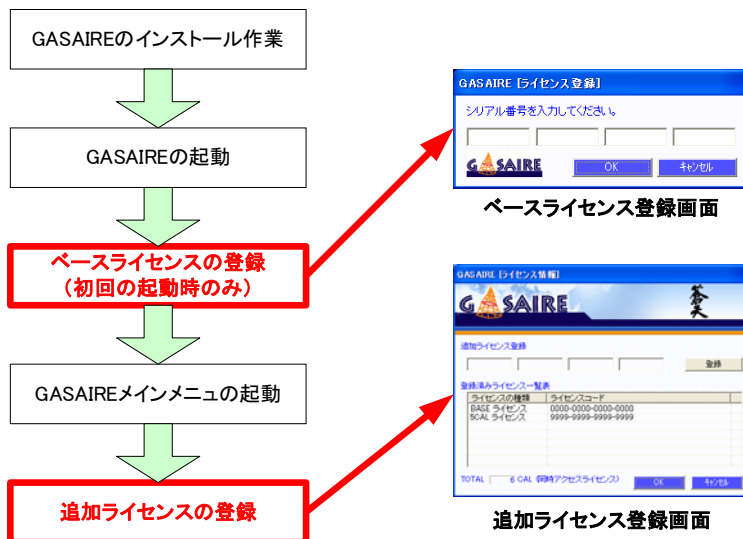 GASAIREのインストール作業
GASAIREの起動
ベースライセンスの登録
（初回の起動時のみ）
GASAIREメインメニュの起動
追加ライセンスの登録
GASAIRE [ライセンス登録]
シリアル番号を入力してください。
GASAIRE
OK
キャンセル
ベースライセンス登録画面
GASAIRE [ライセンス情報]
GASAIRE
蒼天
追加ライセンス登録
登録
登録済みライセンス一覧表
ライセンスの種類 ライセンスコード
BASE ライセンス 0000-0000-0000-0000
5CAL ライセンス 9999-9999-9999-9999
TOTAL 6 CAL (同時アクセスライセンス)
OK
キャンセル
追加ライセンス登録画面